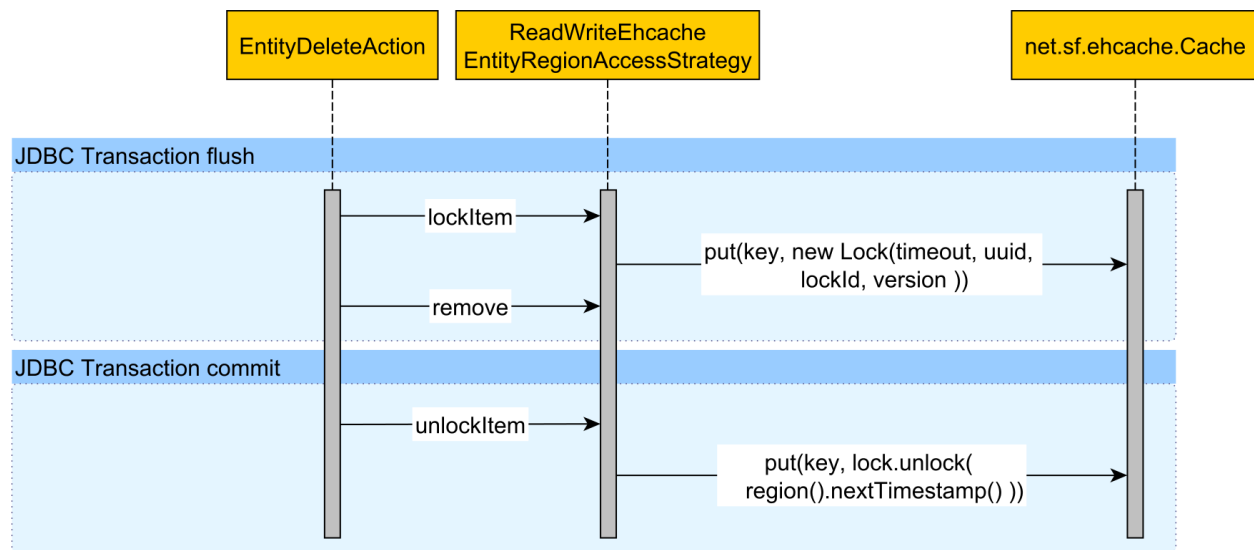 EntityDeleteAction
ReadWriteEhcache
EntityRegionAccessStrategy
net.sf.ehcache.Cache
JDBC Transaction flush
lockItem
put(key, new Lock(timeout, uuid,
lockId, version ))
remove
JDBC Transaction commit
unlockItem
put(key, lock.unlock(
region().nextTimestamp() ))